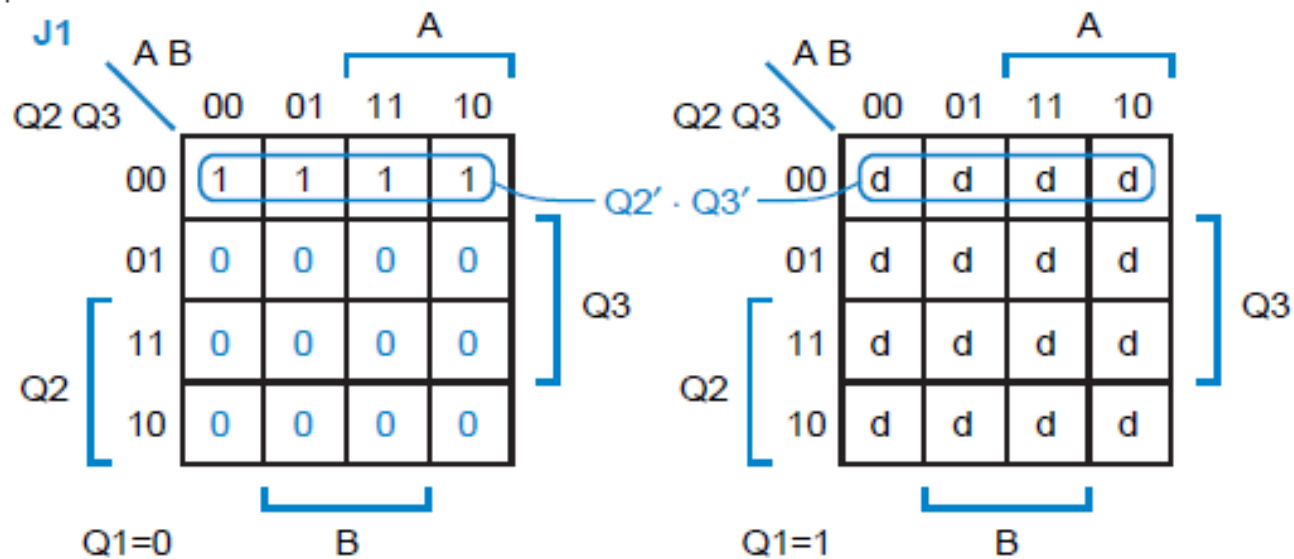 J1
A B A A B A
Q2 Q3 00 01 11 10 Q2 Q3 00 01 11 10
00 1 1 1 1 Q2′ · Q3′ 00 d d d d
01 0 0 0 0 01 d d d d
Q3 Q3
11 0 0 0 0 11 d d d d
Q2 Q2
10 0 0 0 0 10 d d d d
Q1=0 B Q1=1 B